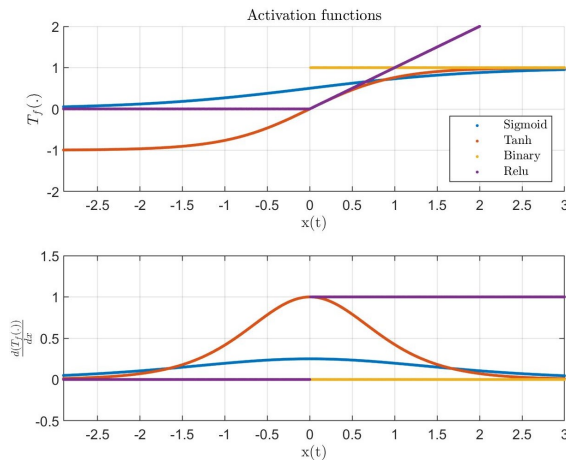 Activation functions
2
1
0
-1
-2
T_f(.)
Sigmoid
Tanh
Binary
Relu
-2.5 -2 -1.5 -1 -0.5 0 0.5 1 1.5 2 2.5 3
x(t)
1.5
1
0.5
0
-0.5
d(T_f(.))
dx
-2.5 -2 -1.5 -1 -0.5 0 0.5 1 1.5 2 2.5 3
x(t)